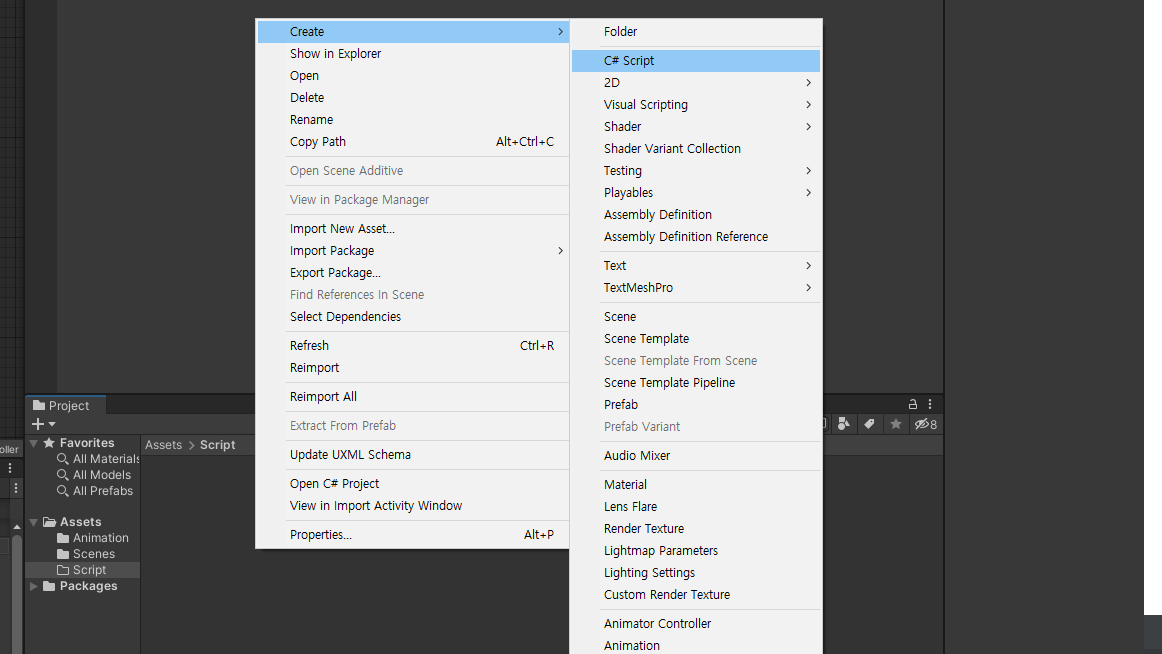 Create
Show in Explorer
Open
Delete
Rename
Copy Path Alt+Ctrl+C
Open Scene Additive
View in Package Manager
Import New Asset...
Import Package
Export Package...
Find References In Scene
Select Dependencies
Refresh Ctrl+R
Reimport
Reimport All
Extract From Prefab
Update UXML Schema
Open C# Project
View in Import Activity Window
Properties... Alt+P
Folder
C# Script
2D
Visual Scripting
Shader
Shader Variant Collection
Testing
Playables
Assembly Definition
Assembly Definition Reference
Text
TextMeshPro
Scene
Scene Template
Scene Template From Scene
Scene Template Pipeline
Prefab
Prefab Variant
Audio Mixer
Material
Lens Flare
Render Texture
Lightmap Parameters
Lighting Settings
Custom Render Texture
Animator Controller
Animation
Project
8
oller
Favorites
All Materials
All Models
All Prefabs
Assets
Animation
Scenes
Script
Packages
Assets > Script